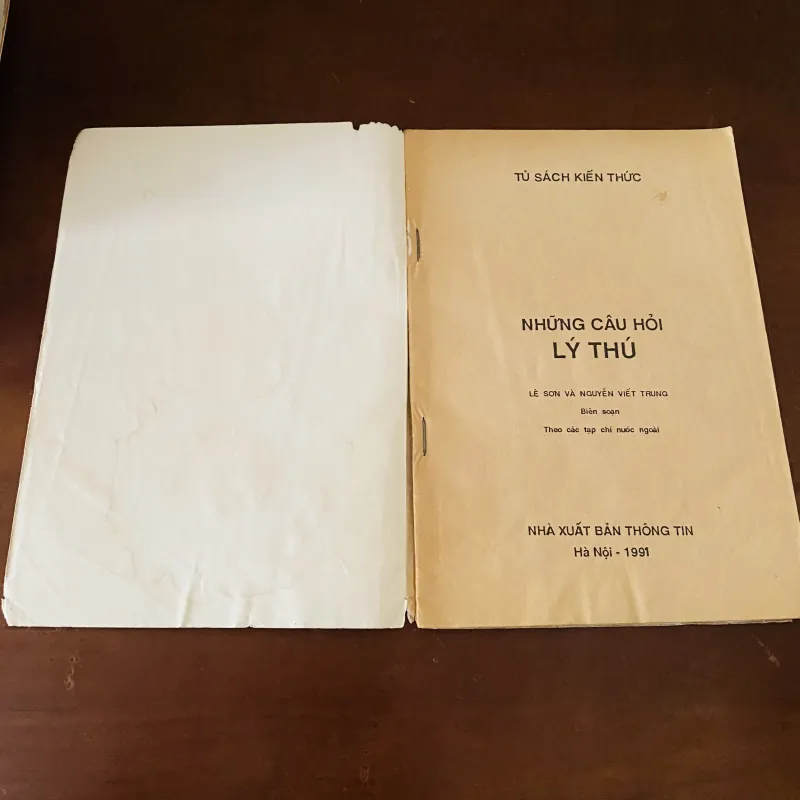 TỦ SÁCH KIẾN THỨC
NHỮNG CÂU HỎI
LÝ THÚ
LÊ SƠN VÀ NGUYỄN VIẾT TRUNG
Biên soạn
Theo các tạp chí nước ngoài
NHÀ XUẤT BẢN THÔNG TIN
Hà Nội - 1991